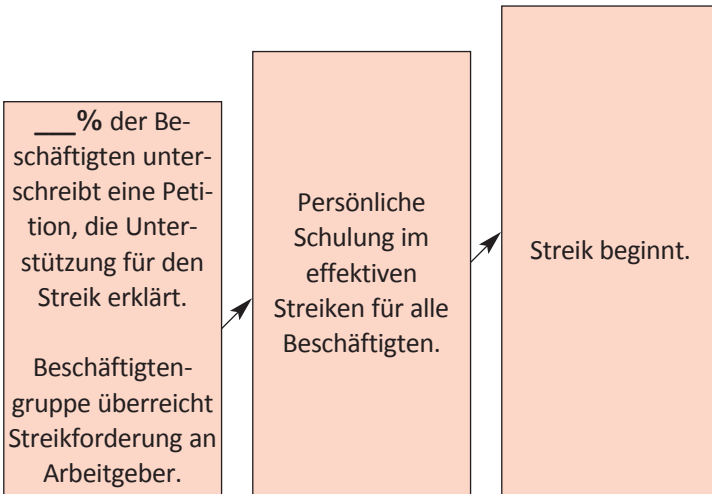 ___% der Be-
schäftigten unter-
schreibt eine Peti-
tion, die Unter-
stützung für den
Streik erklärt.
Beschäftigten-
gruppe überreicht
Streikforderung an
Arbeitgeber.
Persönliche
Schulung im
effektiven
Streiken für alle
Beschäftigten.
Streik beginnt.